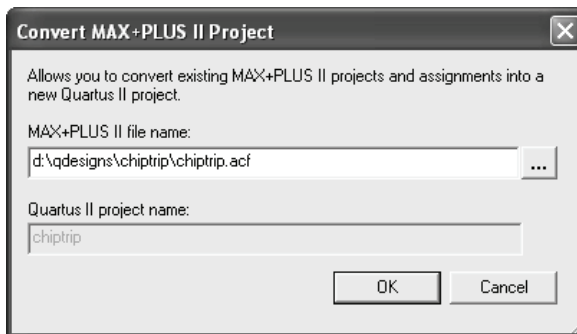 Convert MAX+PLUS II Project
Allows you to convert existing MAX+PLUS II projects and assignments into a
new Quartus II project.
MAX+PLUS II file name:
d:\qdesigns\chiptrip\chiptrip.acf
...
Quartus II project name:
chiptrip
OK
Cancel